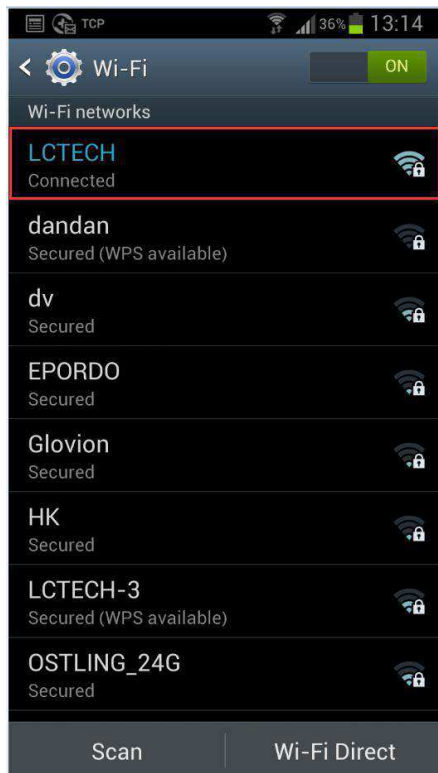 TCP 36% 13:14
Wi-Fi ON
Wi-Fi networks
LCTECH
Connected
dandan
Secured (WPS available)
dv
Secured
EPORDO
Secured
Glovion
Secured
HK
Secured
LCTECH-3
Secured (WPS available)
OSTLING_24G
Secured
Scan Wi-Fi Direct